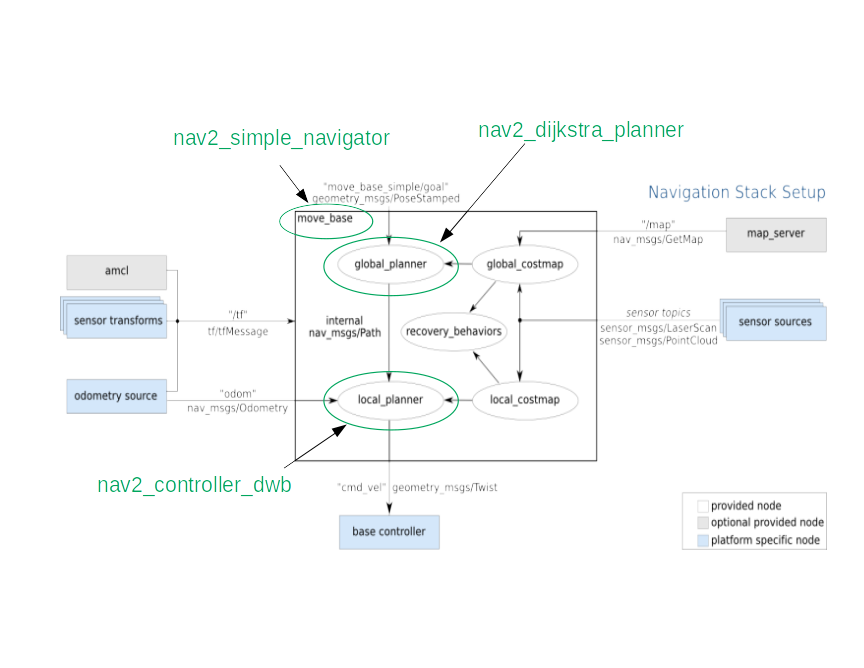 nav2_simple_navigator
nav2_dijkstra_planner
"move_base_simple/goal"
geometry_msgs/PoseStamped
Navigation Stack Setup
move_base
"/map"
nav_msgs/GetMap
map_server
global_planner
global_costmap
amcl
sensor transforms
"/tf"
tf/tfMessage
internal
nav_msgs/Path
recovery_behaviors
sensor topics
sensor_msgs/LaserScan
sensor_msgs/PointCloud
sensor sources
odometry source
"odom"
nav_msgs/Odometry
local_planner
local_costmap
nav2_controller_dwb
"cmd_vel" geometry_msgs/Twist
base controller
provided node
optional provided node
platform specific node